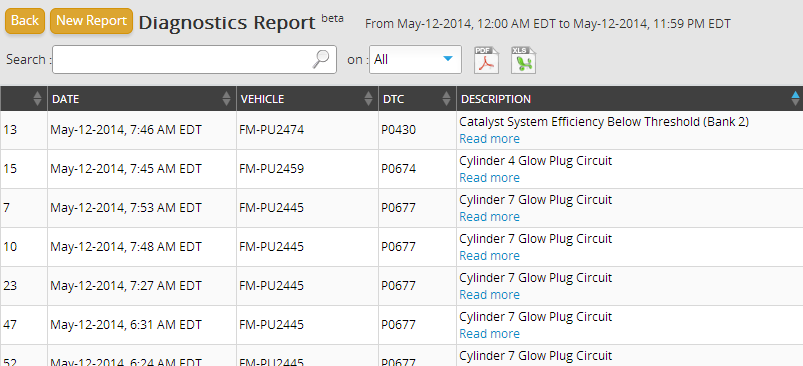 Back New Report Diagnostics Report beta From May-12-2014, 12:00 AM EDT to May-12-2014, 11:59 PM EDT
Search : on : All PDF XLS
DATE VEHICLE DTC DESCRIPTION
13 May-12-2014, 7:46 AM EDT FM-PU2474 P0430 Catalyst System Efficiency Below Threshold (Bank 2)
Read more
15 May-12-2014, 7:45 AM EDT FM-PU2459 P0674 Cylinder 4 Glow Plug Circuit
Read more
7 May-12-2014, 7:53 AM EDT FM-PU2445 P0677 Cylinder 7 Glow Plug Circuit
Read more
10 May-12-2014, 7:48 AM EDT FM-PU2445 P0677 Cylinder 7 Glow Plug Circuit
Read more
23 May-12-2014, 7:27 AM EDT FM-PU2445 P0677 Cylinder 7 Glow Plug Circuit
Read more
47 May-12-2014, 6:31 AM EDT FM-PU2445 P0677 Cylinder 7 Glow Plug Circuit
Read more
52 May-12-2014, 6:24 AM EDT FM-PU2445 P0677 Cylinder 7 Glow Plug Circuit